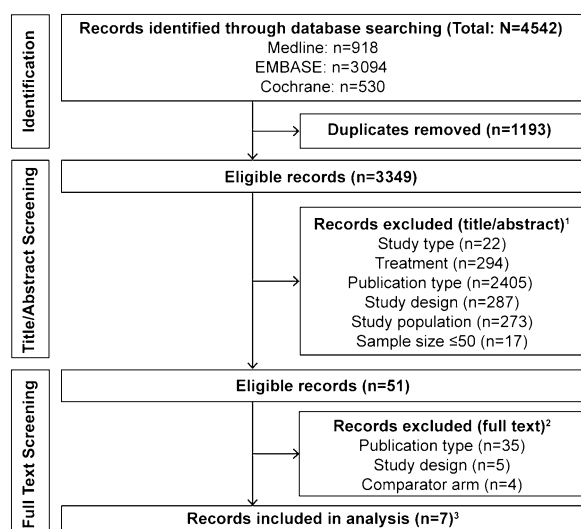 Identification
Records identified through database searching (Total: N=4542)
Medline: n=918
EMBASE: n=3094
Cochrane: n=530
Duplicates removed (n=1193)
Title/Abstract Screening
Eligible records (n=3349)
Records excluded (title/abstract)¹
Study type (n=22)
Treatment (n=294)
Publication type (n=2405)
Study design (n=287)
Study population (n=273)
Sample size ≤50 (n=17)
Full Text Screening
Eligible records (n=51)
Records excluded (full text)²
Publication type (n=35)
Study design (n=5)
Comparator arm (n=4)
Records included in analysis (n=7)³